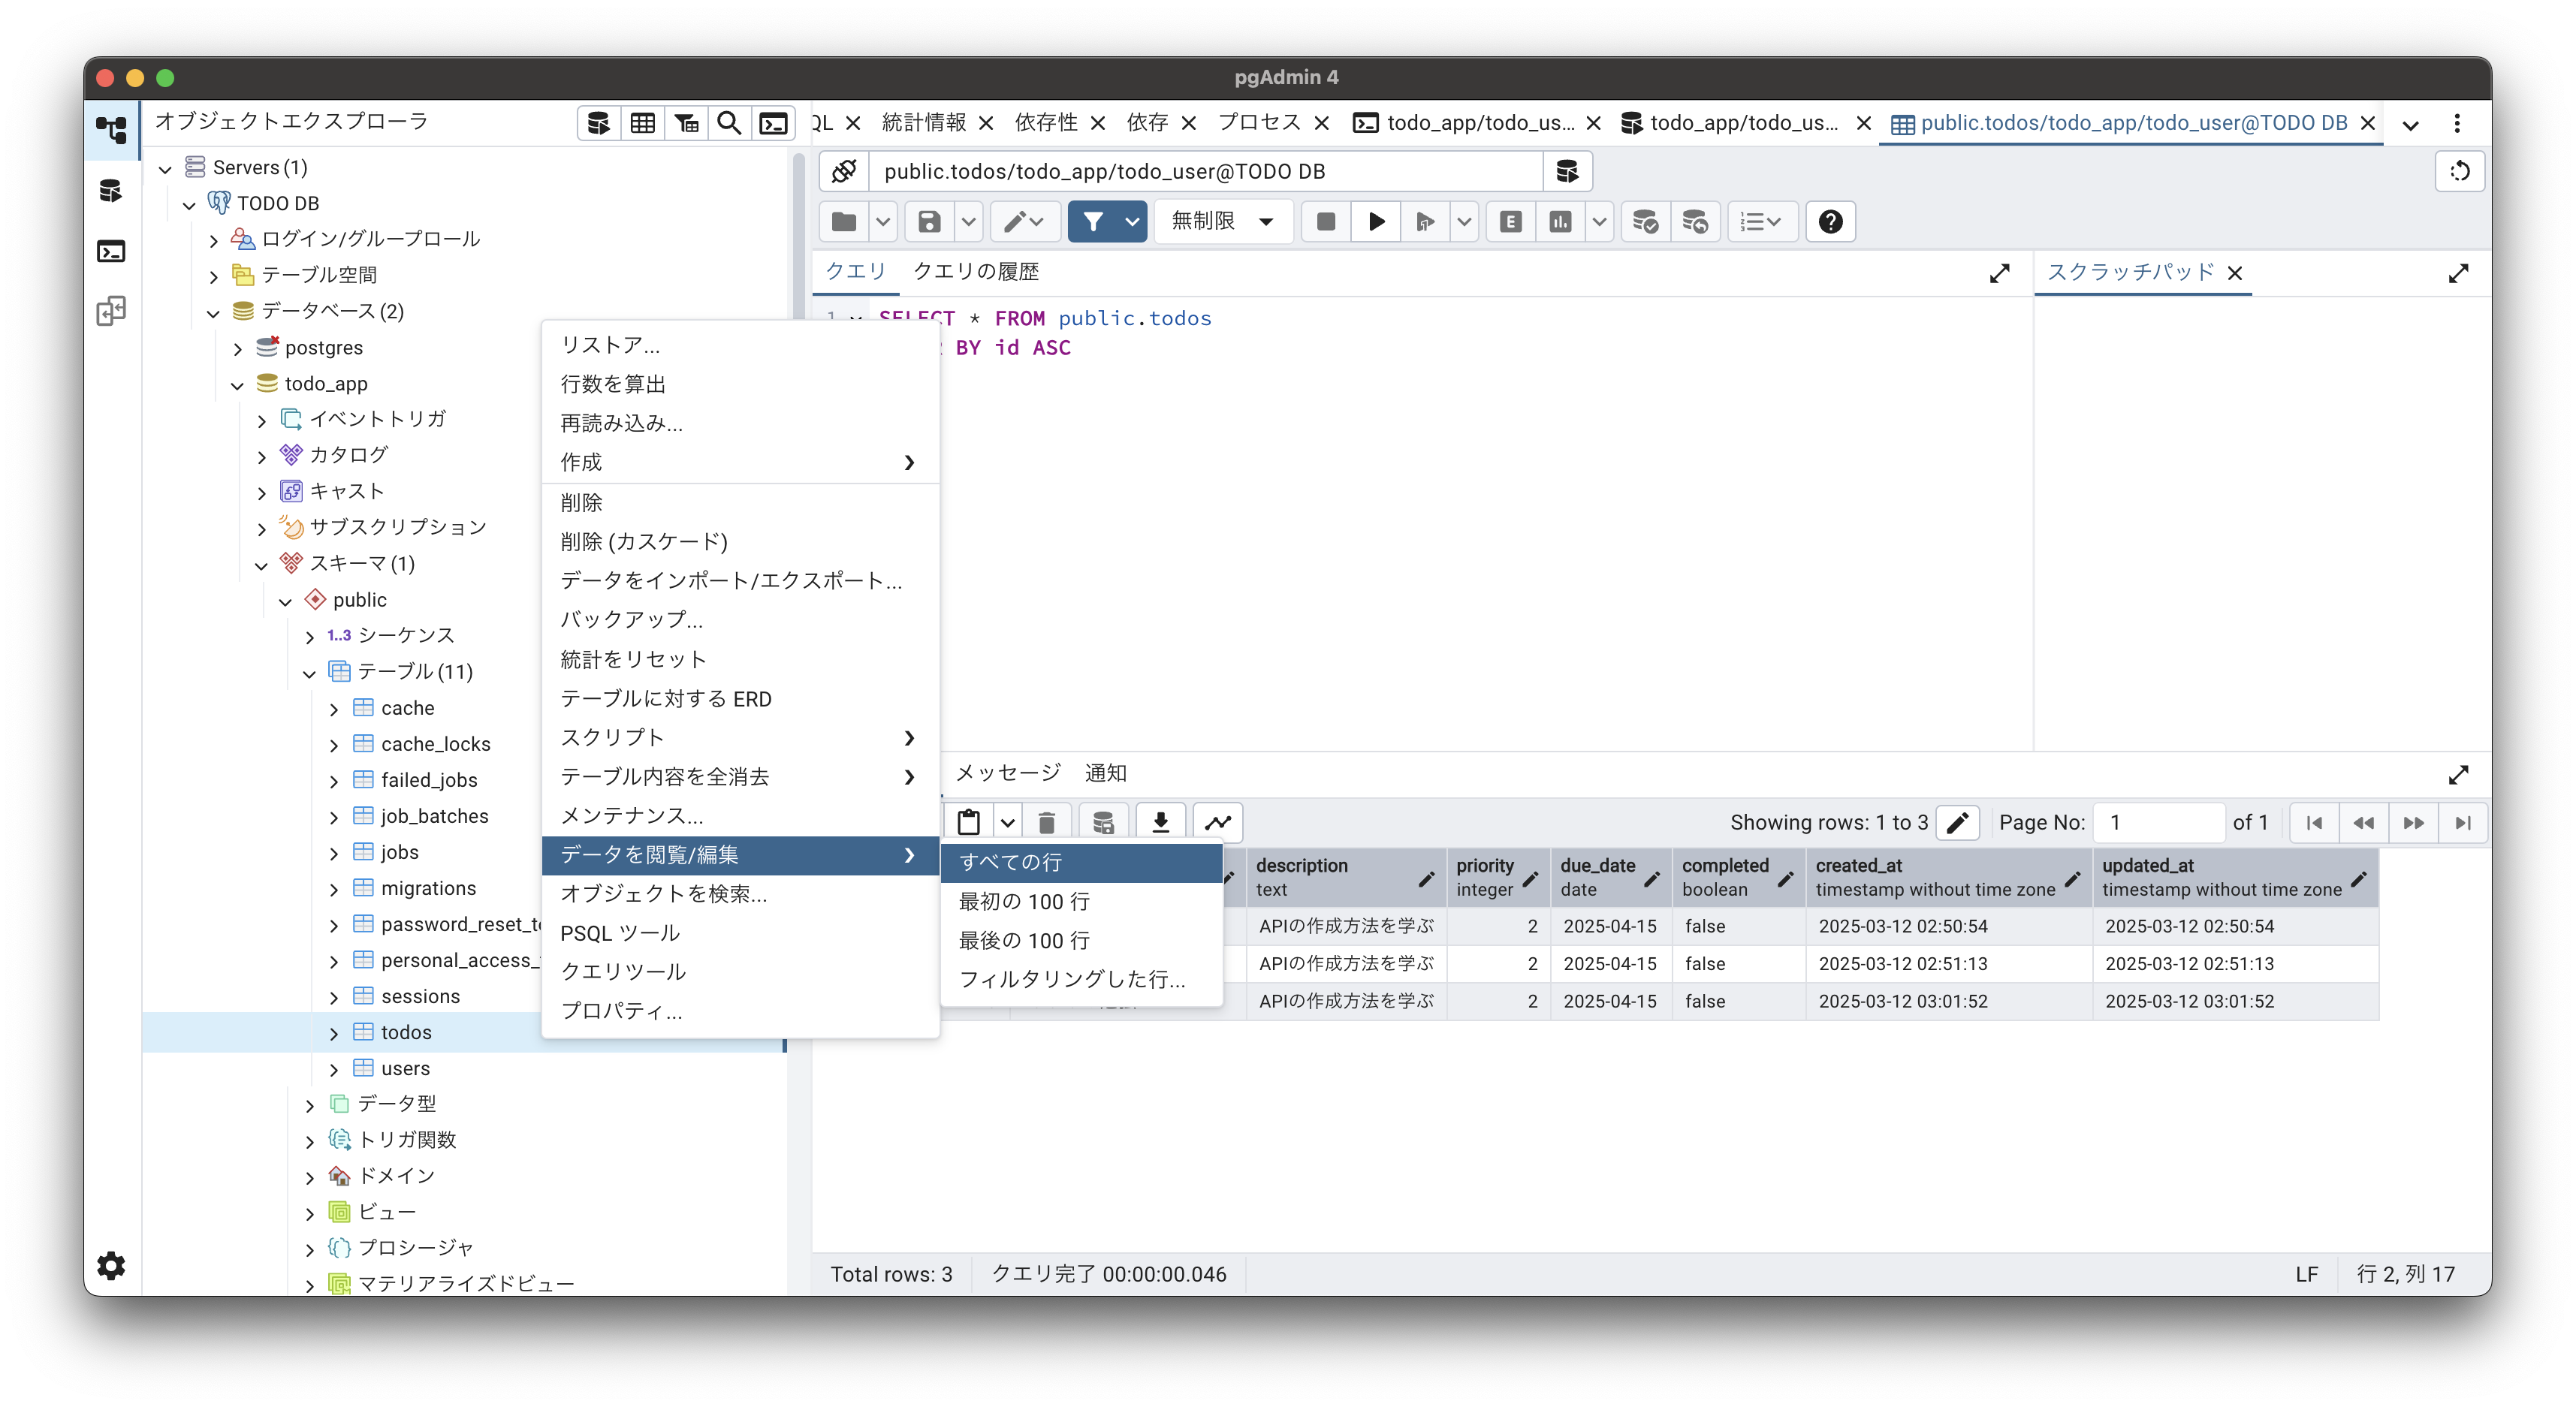 pgAdmin 4
オブジェクトエクスプローラ
QL
統計情報
依存性
依存
プロセス
todo_app/todo_us...
todo_app/todo_us...
public.todos/todo_app/todo_user@TODO DB
public.todos/todo_app/todo_user@TODO DB
無制限
E
クエリ
クエリの履歴
スクラッチパッド
1
SELECT * FROM public.todos
BY id ASC
Servers (1)
TODO DB
ログイン/グループロール
テーブル空間
データベース (2)
postgres
todo_app
イベントトリガ
カタログ
キャスト
サブスクリプション
スキーマ (1)
public
1..3 シーケンス
テーブル (11)
cache
cache_locks
failed_jobs
job_batches
jobs
migrations
password_reset_te
personal_access_
sessions
todos
users
データ型
トリガ関数
ドメイン
ビュー
プロシージャ
マテリアライズドビュー
リストア...
行数を算出
再読み込み...
作成
削除
削除 (カスケード)
データをインポート/エクスポート...
バックアップ...
統計をリセット
テーブルに対する ERD
スクリプト
テーブル内容を全消去
メンテナンス...
データを閲覧/編集
オブジェクトを検索...
PSQL ツール
クエリツール
プロパティ...
すべての行
最初の 100 行
最後の 100 行
フィルタリングした行...
メッセージ
通知
Showing rows: 1 to 3
Page No: 1 of 1
description text
priority integer
due_date date
completed boolean
created_at timestamp without time zone
updated_at timestamp without time zone
APIの作成方法を学ぶ 2 2025-04-15 false 2025-03-12 02:50:54 2025-03-12 02:50:54
APIの作成方法を学ぶ 2 2025-04-15 false 2025-03-12 02:51:13 2025-03-12 02:51:13
APIの作成方法を学ぶ 2 2025-04-15 false 2025-03-12 03:01:52 2025-03-12 03:01:52
Total rows: 3
クエリ完了 00:00:00.046
LF
行 2, 列 17